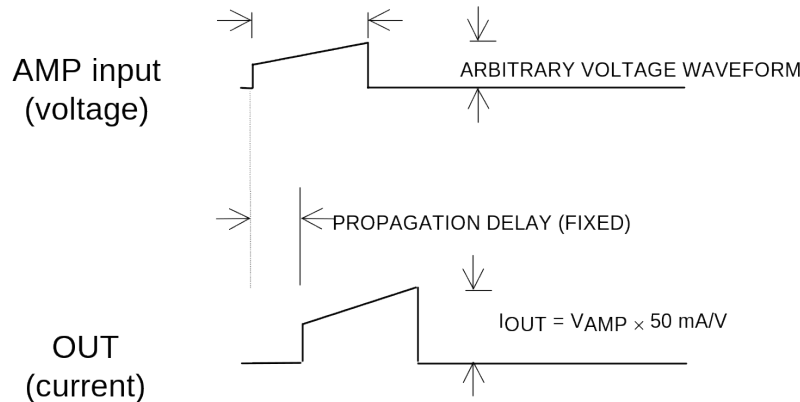 AMP input
(voltage)
ARBITRARY VOLTAGE WAVEFORM
PROPAGATION DELAY (FIXED)
IOUT = VAMP × 50 mA/V
OUT
(current)